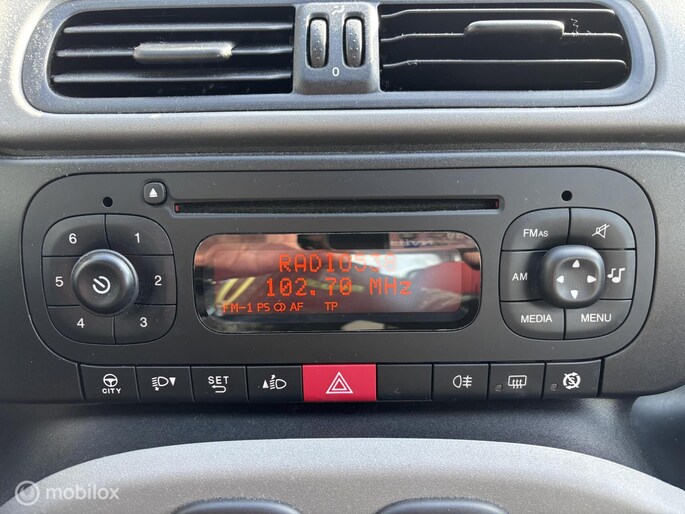 0
6 1
5 2
4 3
FMAS
AM
MEDIA MENU
RADIO538
102.70 MHz
FM-1 PS AF TP
CITY
SET
mobilox